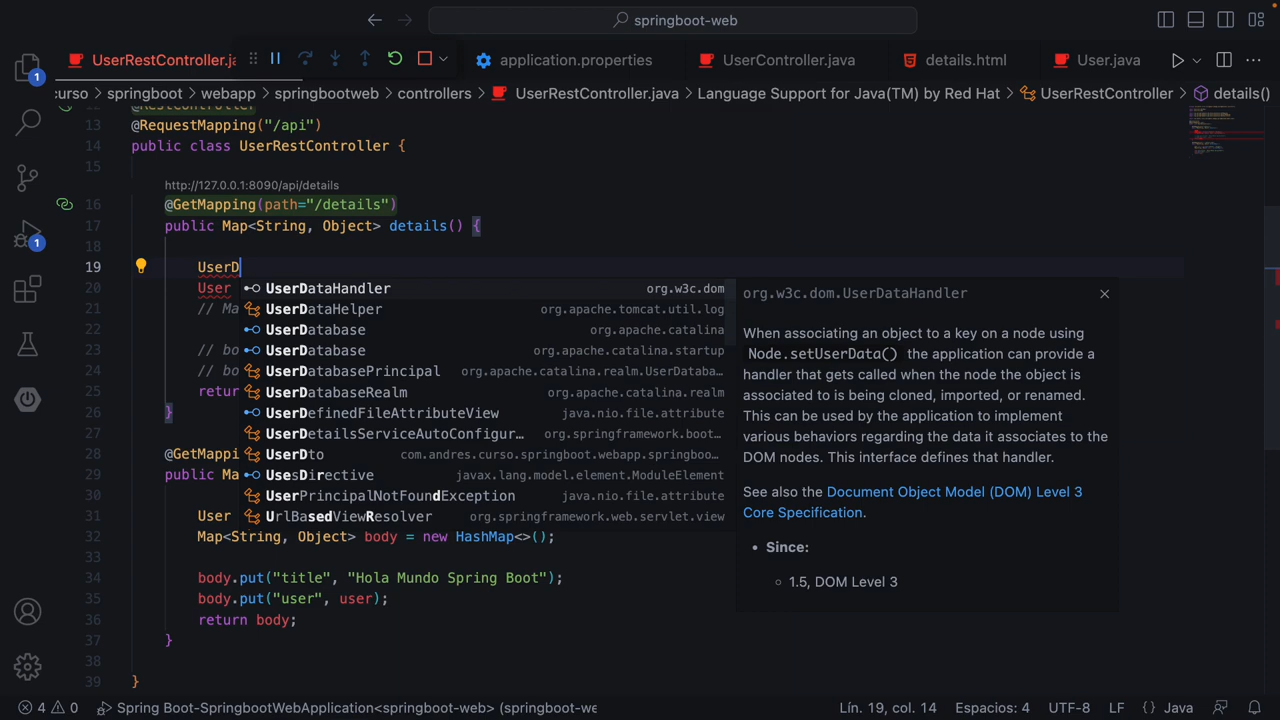 springboot-web
UserRestController.ja
application.properties
UserController.java
details.html
User.java
curso > springboot > webapp > springbootweb > controllers > UserRestController.java > Language Support for Java(TM) by Red Hat > UserRestController > details()
12 @RestController
13 @RequestMapping("/api")
14 public class UserRestController {
15
http://127.0.0.1:8090/api/details
16 @GetMapping(path="/details")
17 public Map<String, Object> details() {
18
19 UserD
20 User
21 // Ma
22
23 // bo
24 // bo
25 retur
26 }
27
28 @GetMappi
29 public Ma
30
31 User
32 Map<String, Object> body = new HashMap<>();
33
34 body.put("title", "Hola Mundo Spring Boot");
35 body.put("user", user);
36 return body;
37 }
38
39 }
UserDataHandler org.w3c.dom
UserDataHelper org.apache.tomcat.util.log
UserDatabase org.apache.catalina
UserDatabase org.apache.catalina.startup
UserDatabasePrincipal org.apache.catalina.realm.UserDataba...
UserDatabaseRealm org.apache.catalina.realm
UserDefinedFileAttributeView java.nio.file.attribute
UserDetailsServiceAutoConfigur... org.springframework.boot...
UserDto com.andres.curso.springboot.webapp.springboo...
UsesDirective javax.lang.model.element.ModuleElement
UserPrincipalNotFoundException java.nio.file.attribute
UrlBasedViewResolver org.springframework.web.servlet.view
org.w3c.dom.UserDataHandler
When associating an object to a key on a node using
Node.setUserData() the application can provide a
handler that gets called when the node the object is
associated to is being cloned, imported, or renamed.
This can be used by the application to implement
various behaviors regarding the data it associates to the
DOM nodes. This interface defines that handler.
See also the Document Object Model (DOM) Level 3
Core Specification.
• Since:
○ 1.5, DOM Level 3
1
1
4 0 Spring Boot-SpringbootWebApplication<springboot-web> (springboot-we
Lín. 19, col. 14 Espacios: 4 UTF-8 LF {} Java